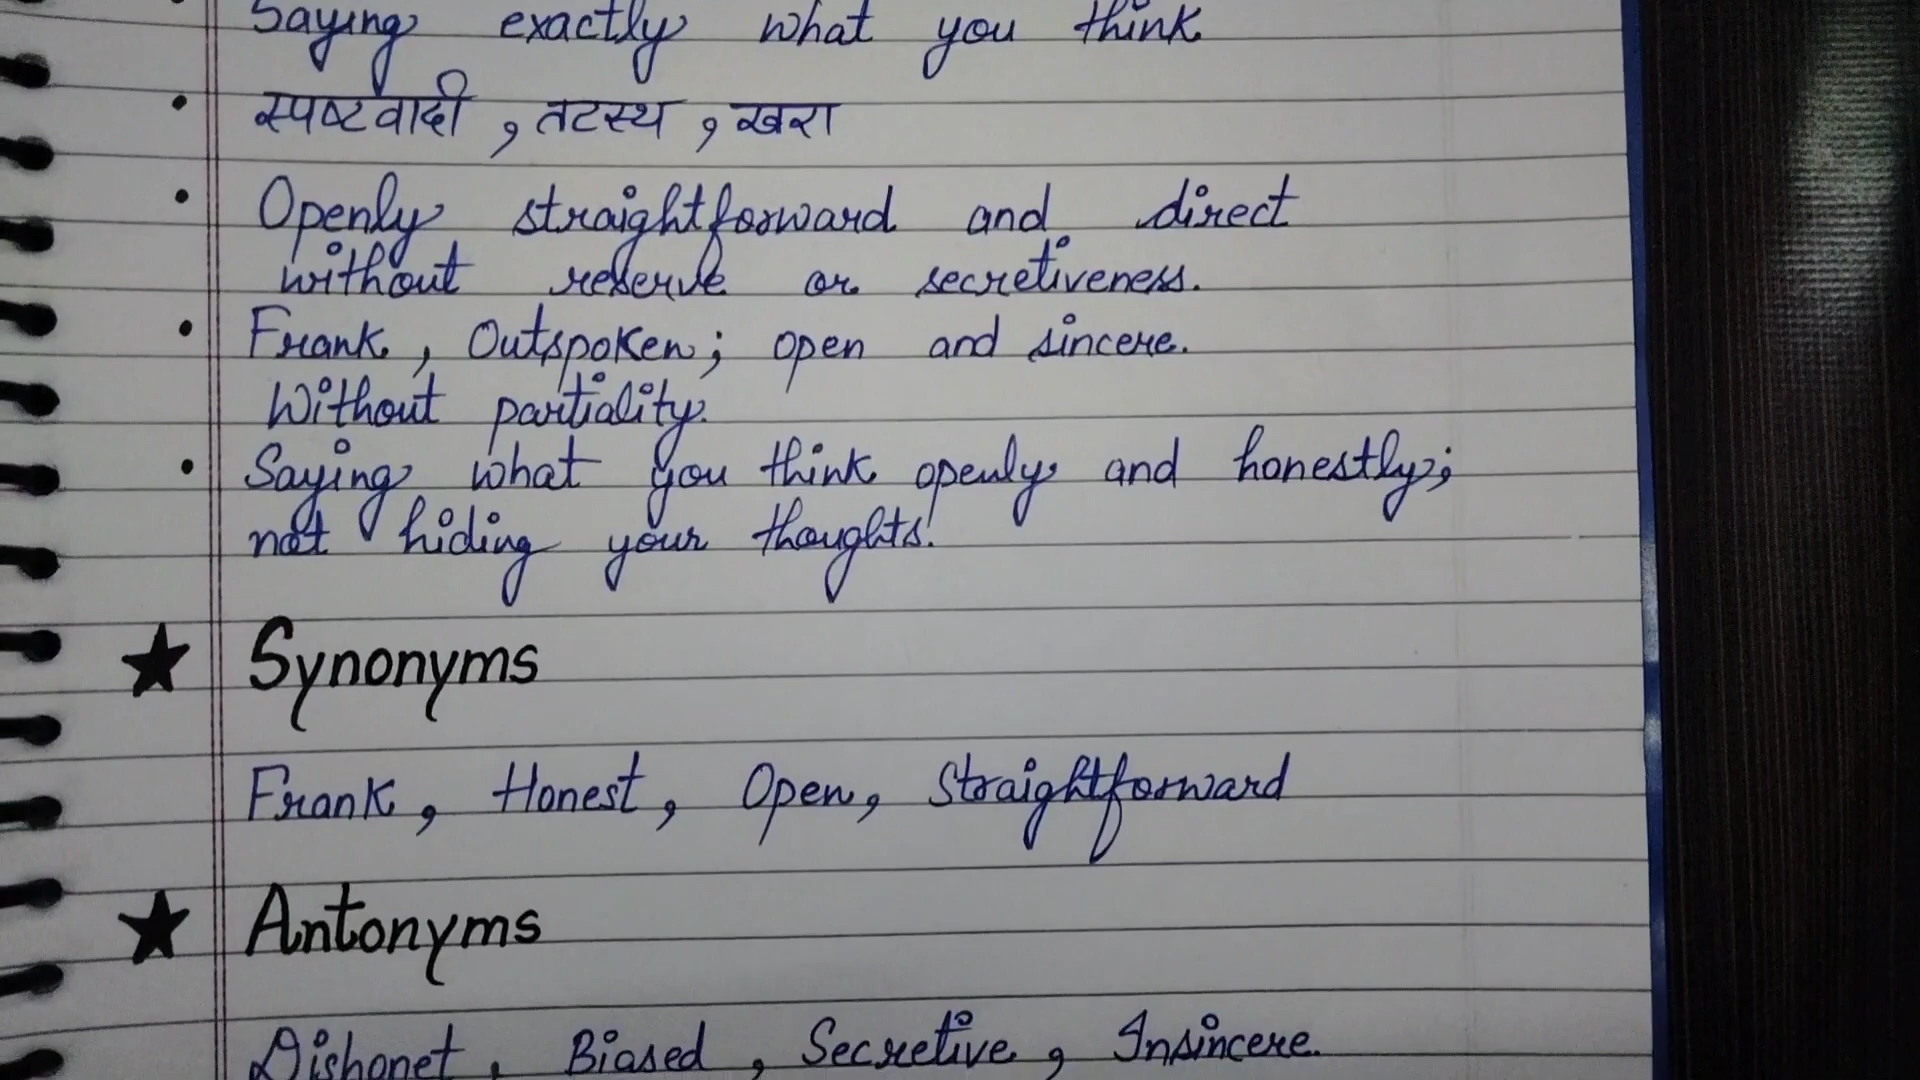 Saying exactly what you think
• स्पष्टवादी, तटस्थ, खरा
• Openly straightforward and direct
without reserve or secretiveness.
• Frank, Outspoken; open and sincere.
Without partiality.
• Saying what you think openly and honestly;
not hiding your thoughts.
★ Synonyms
Frank, Honest, Open, Straightforward
★ Antonyms
Dishonet, Biased, Secretive, Insincere.